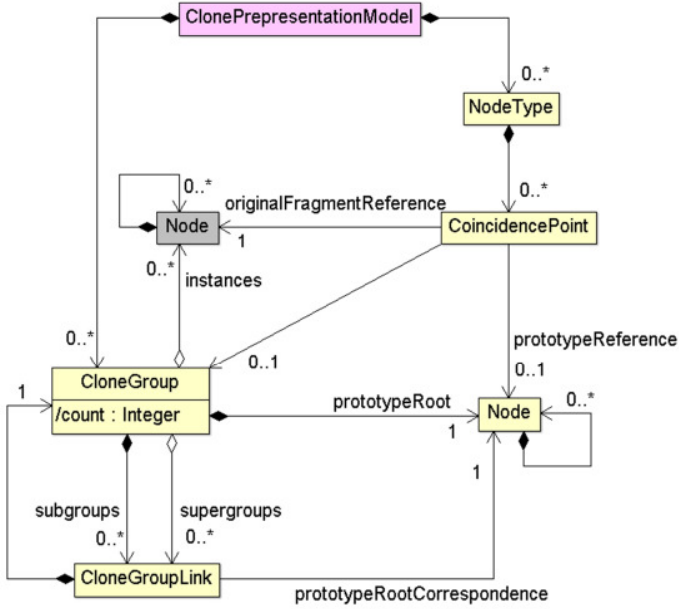 ClonePrepresentationModel
0..*
NodeType
0..*
0..*
originalFragmentReference
Node
1
CoincidencePoint
0..*
instances
0..*
0..1
prototypeReference
CloneGroup
0..1
1
/count : Integer
prototypeRoot
1
Node
0..*
1
subgroups
supergroups
0..*
0..*
CloneGroupLink
prototypeRootCorrespondence